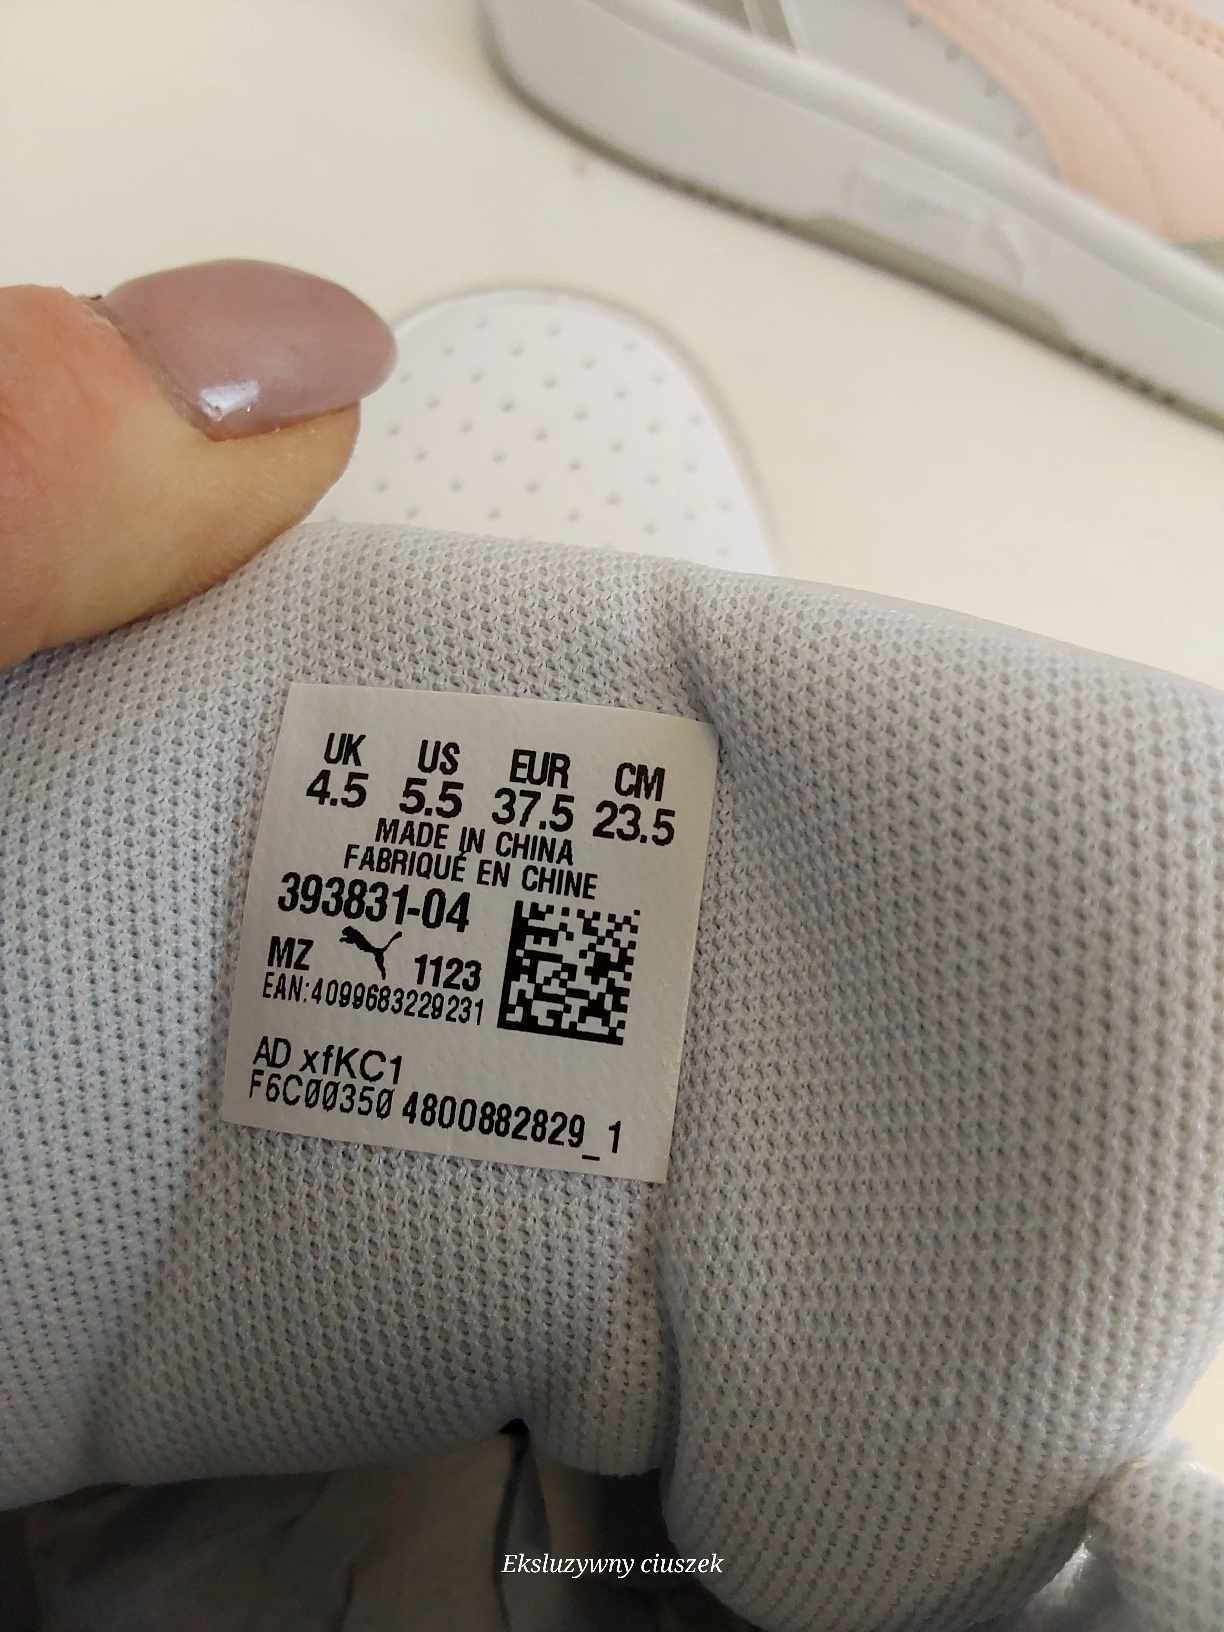 UK US EUR CM
4.5 5.5 37.5 23.5
MADE IN CHINA
FABRIQUÉ EN CHINE
393831-04
MZ 1123
EAN:4099683229231
AD xfKC1
F6C00350 4800882829_1
Eksluzywny ciuszek